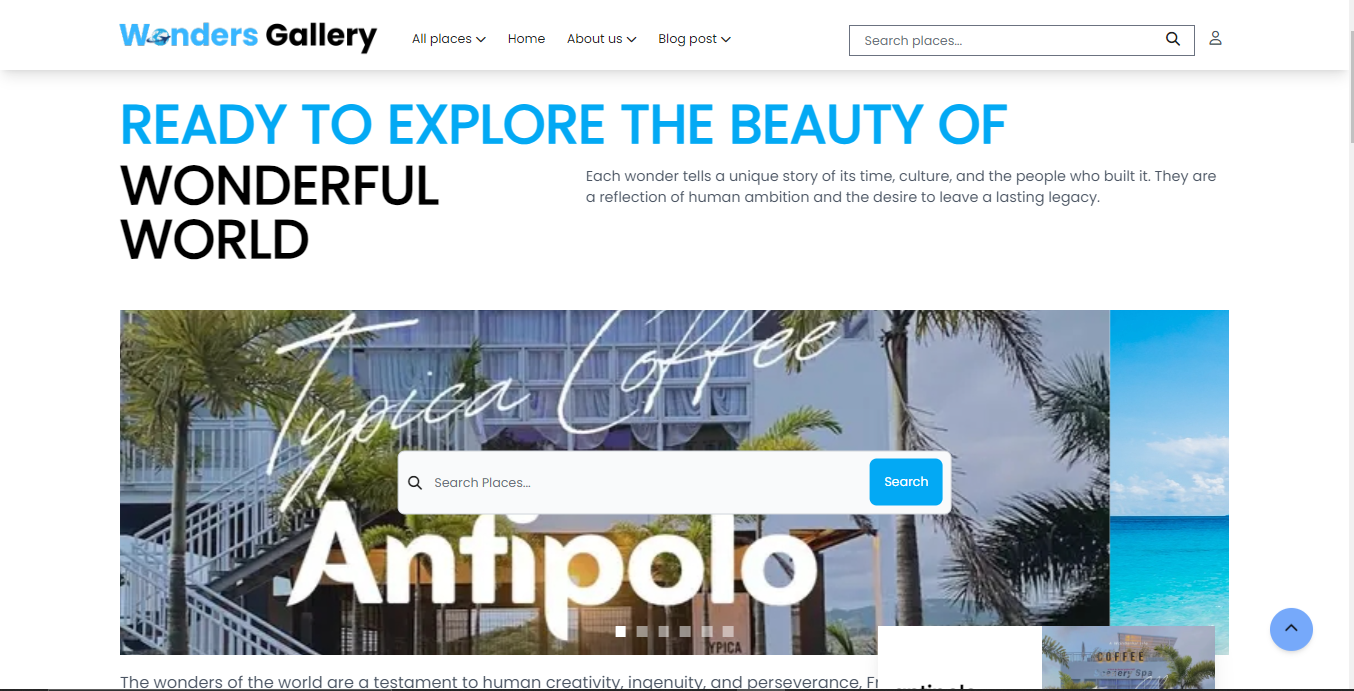 Wonders Gallery
All places
Home
About us
Blog post
Search places...
READY TO EXPLORE THE BEAUTY OF
WONDERFUL
WORLD
Each wonder tells a unique story of its time, culture, and the people who built it. They are
a reflection of human ambition and the desire to leave a lasting legacy.
Typica Coffee
Search Places...
Search
Antipolo
TYPICA
COFFEE
The wonders of the world are a testament to human creativity, ingenuity, and perseverance, Fr